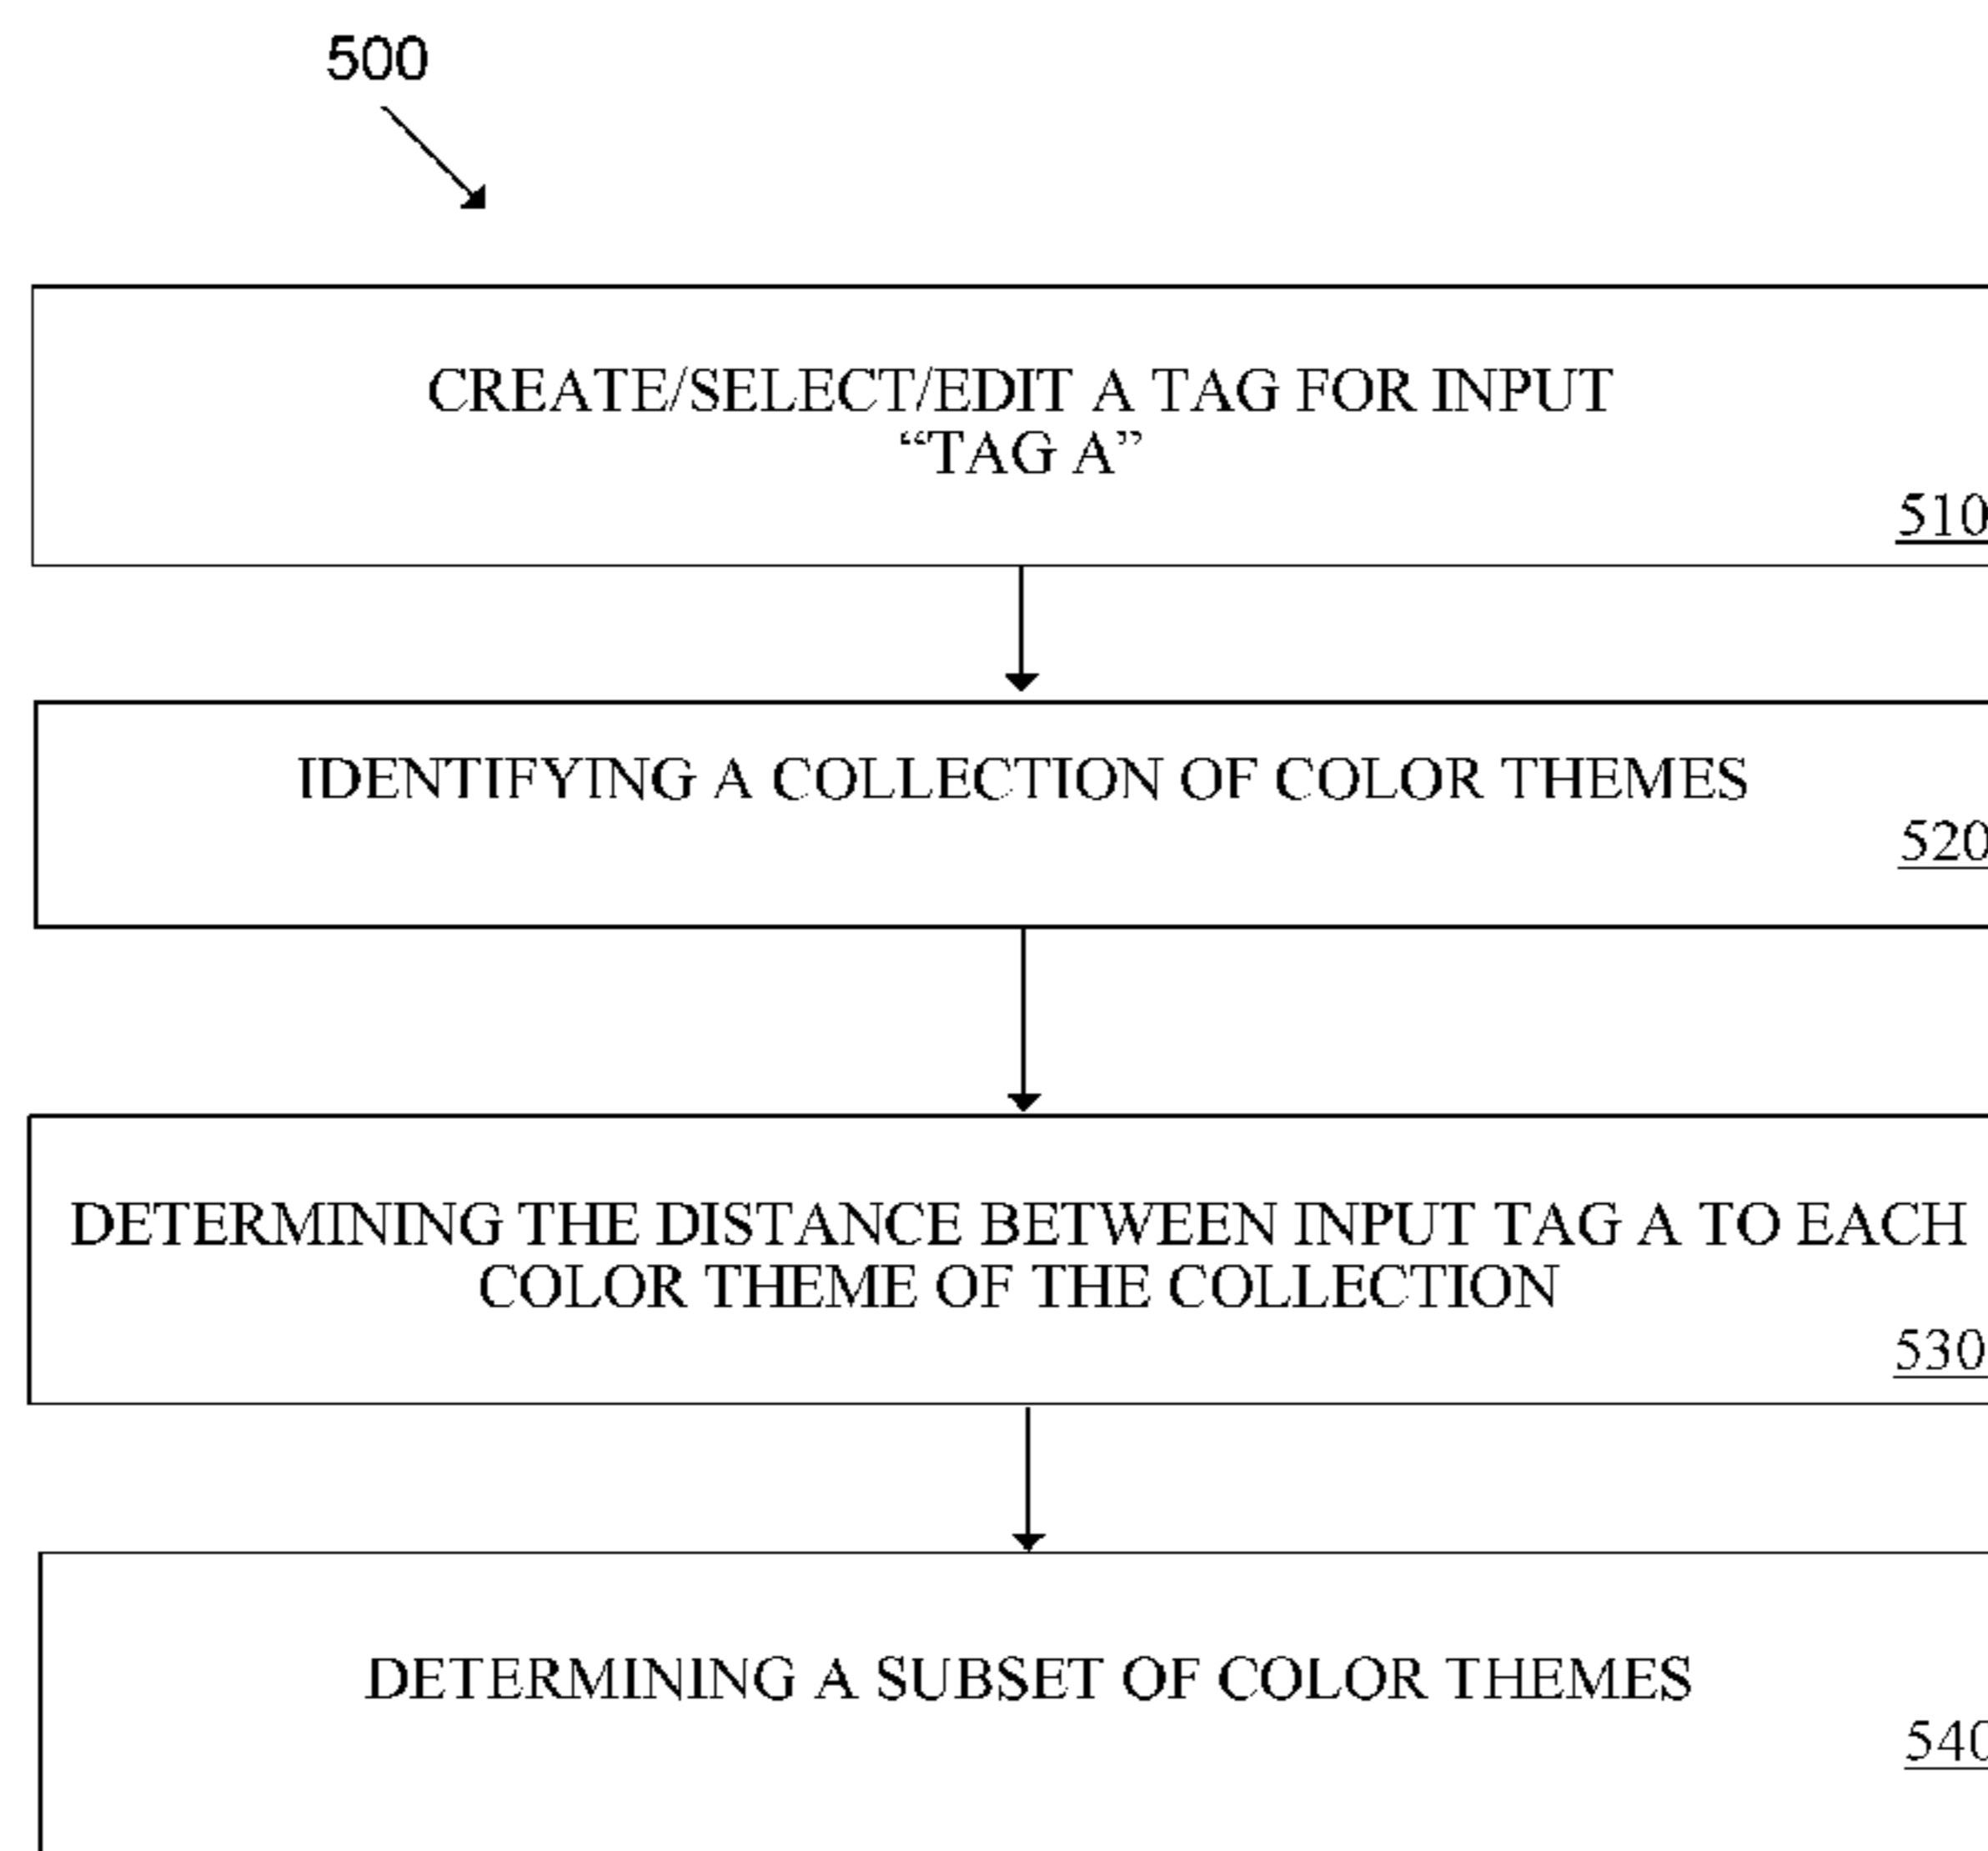 500
CREATE/SELECT/EDIT A TAG FOR INPUT
“TAG A”
510
IDENTIFYING A COLLECTION OF COLOR THEMES
520
DETERMINING THE DISTANCE BETWEEN INPUT TAG A TO EACH
COLOR THEME OF THE COLLECTION
530
DETERMINING A SUBSET OF COLOR THEMES
540